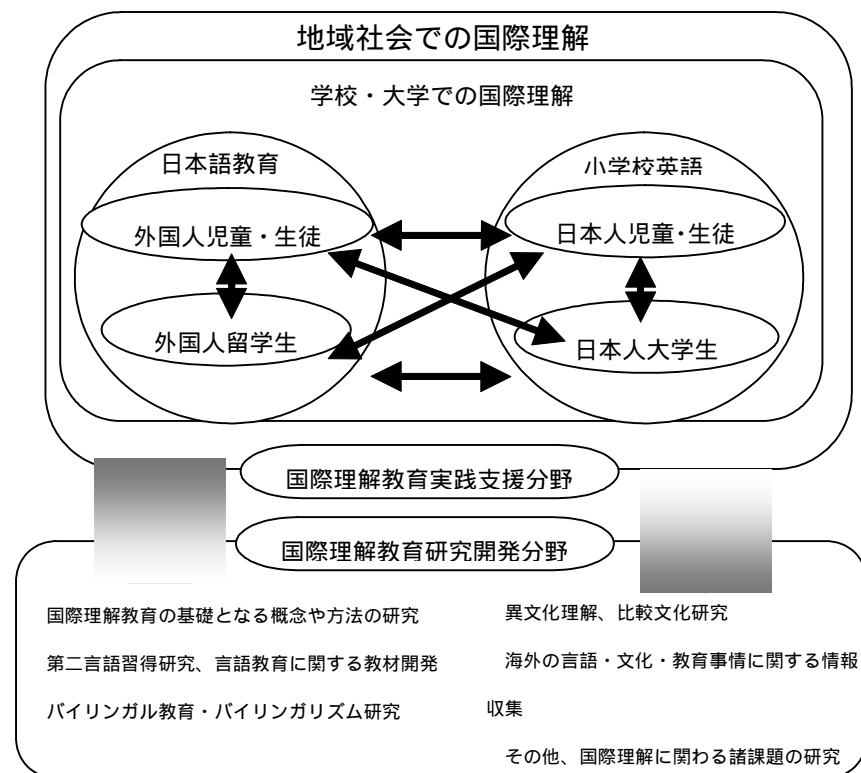 地域社会での国際理解
学校・大学での国際理解
日本語教育
小学校英語
外国人児童・生徒
日本人児童・生徒
外国人留学生
日本人大学生
国際理解教育実践支援分野
国際理解教育研究開発分野
国際理解教育の基礎となる概念や方法の研究
第二言語習得研究、言語教育に関する教材開発
バイリンガル教育・バイリンガリズム研究
異文化理解、比較文化研究
海外の言語・文化・教育事情に関する情報
収集
その他、国際理解に関わる諸課題の研究